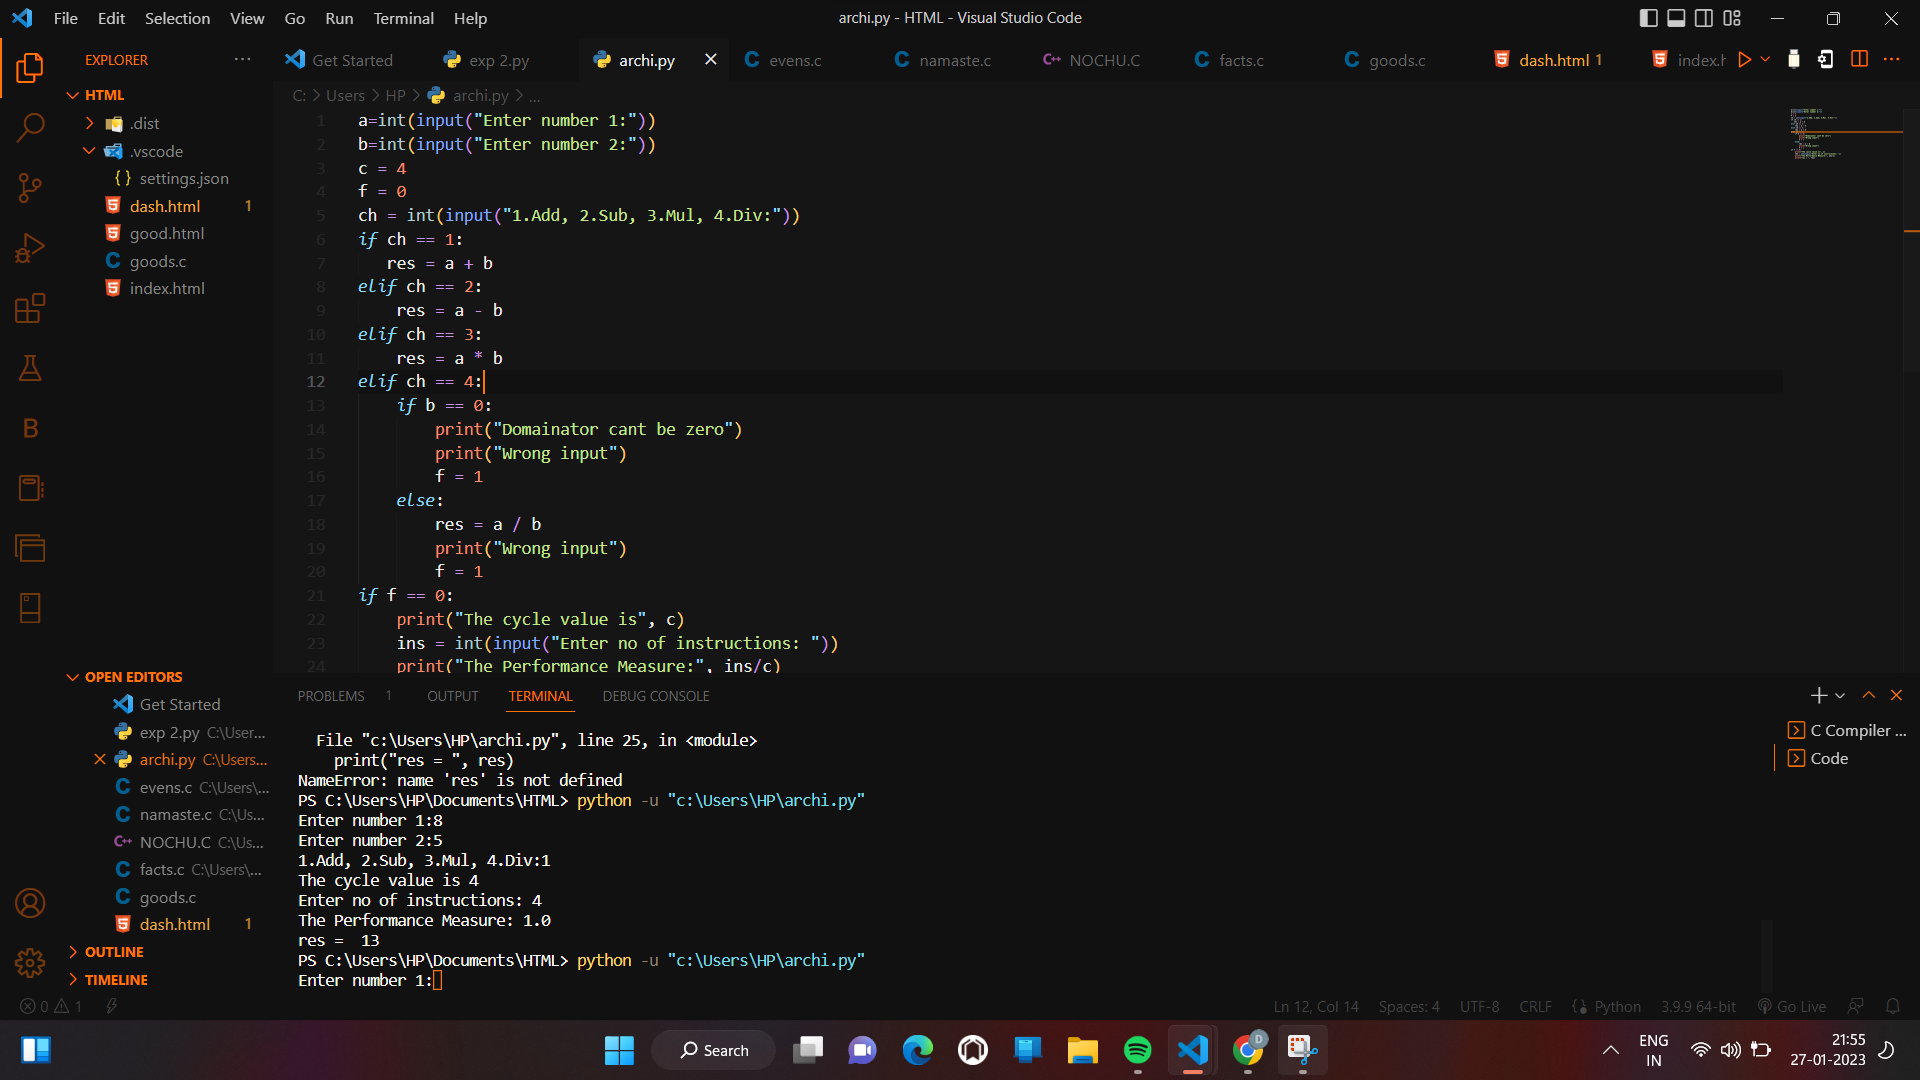 File Edit Selection View Go Run Terminal Help
archi.py - HTML - Visual Studio Code
EXPLORER
HTML
.dist
.vscode
{} settings.json
dash.html 1
good.html
C goods.c
index.html
OPEN EDITORS
Get Started
exp 2.py C:\User...
archi.py C:\Users...
C evens.c C:\Users\...
C namaste.c C:\Us...
C++ NOCHU.C C:\Us...
C facts.c C:\Users\...
C goods.c
dash.html 1
OUTLINE
TIMELINE
Get Started exp 2.py archi.py C evens.c C namaste.c C++ NOCHU.C C facts.c C goods.c dash.html 1 index.h
C: > Users > HP > archi.py > ...
1 a=int(input("Enter number 1:"))
2 b=int(input("Enter number 2:"))
3 c = 4
4 f = 0
5 ch = int(input("1.Add, 2.Sub, 3.Mul, 4.Div:"))
6 if ch == 1:
7 res = a + b
8 elif ch == 2:
9 res = a - b
10 elif ch == 3:
11 res = a * b
12 elif ch == 4:
13 if b == 0:
14 print("Domainator cant be zero")
15 print("Wrong input")
16 f = 1
17 else:
18 res = a / b
19 print("Wrong input")
20 f = 1
21 if f == 0:
22 print("The cycle value is", c)
23 ins = int(input("Enter no of instructions: "))
24 print("The Performance Measure:", ins/c)
PROBLEMS 1 OUTPUT TERMINAL DEBUG CONSOLE
File "c:\Users\HP\archi.py", line 25, in <module>
print("res = ", res)
NameError: name 'res' is not defined
PS C:\Users\HP\Documents\HTML> python -u "c:\Users\HP\archi.py"
Enter number 1:8
Enter number 2:5
1.Add, 2.Sub, 3.Mul, 4.Div:1
The cycle value is 4
Enter no of instructions: 4
The Performance Measure: 1.0
res =  13
PS C:\Users\HP\Documents\HTML> python -u "c:\Users\HP\archi.py"
Enter number 1:
C Compiler ...
Code
0 1
Ln 12, Col 14 Spaces: 4 UTF-8 CRLF Python 3.9.9 64-bit Go Live
Search
D
ENG
IN
21:55
27-01-2023